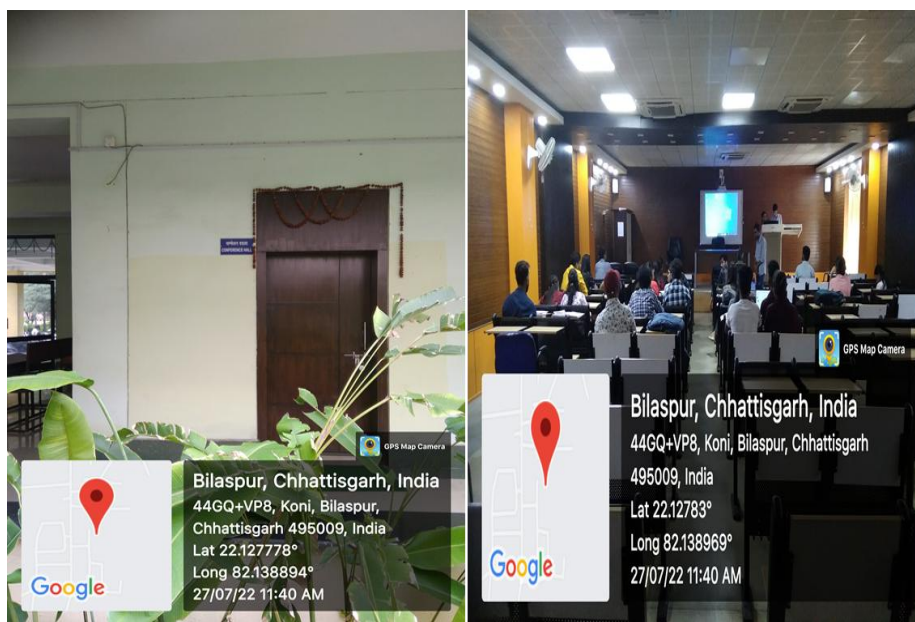 CONFERENCE HALL
GPS Map Camera
Bilaspur, Chhattisgarh, India
44GQ+VP8, Koni, Bilaspur,
Chhattisgarh 495009, India
Lat 22.127778°
Long 82.138894°
27/07/22 11:40 AM
Google
GPS Map Camera
Bilaspur, Chhattisgarh, India
44GQ+VP8, Koni, Bilaspur, Chhattisgarh
495009, India
Lat 22.12783°
Long 82.138969°
27/07/22 11:40 AM
Google